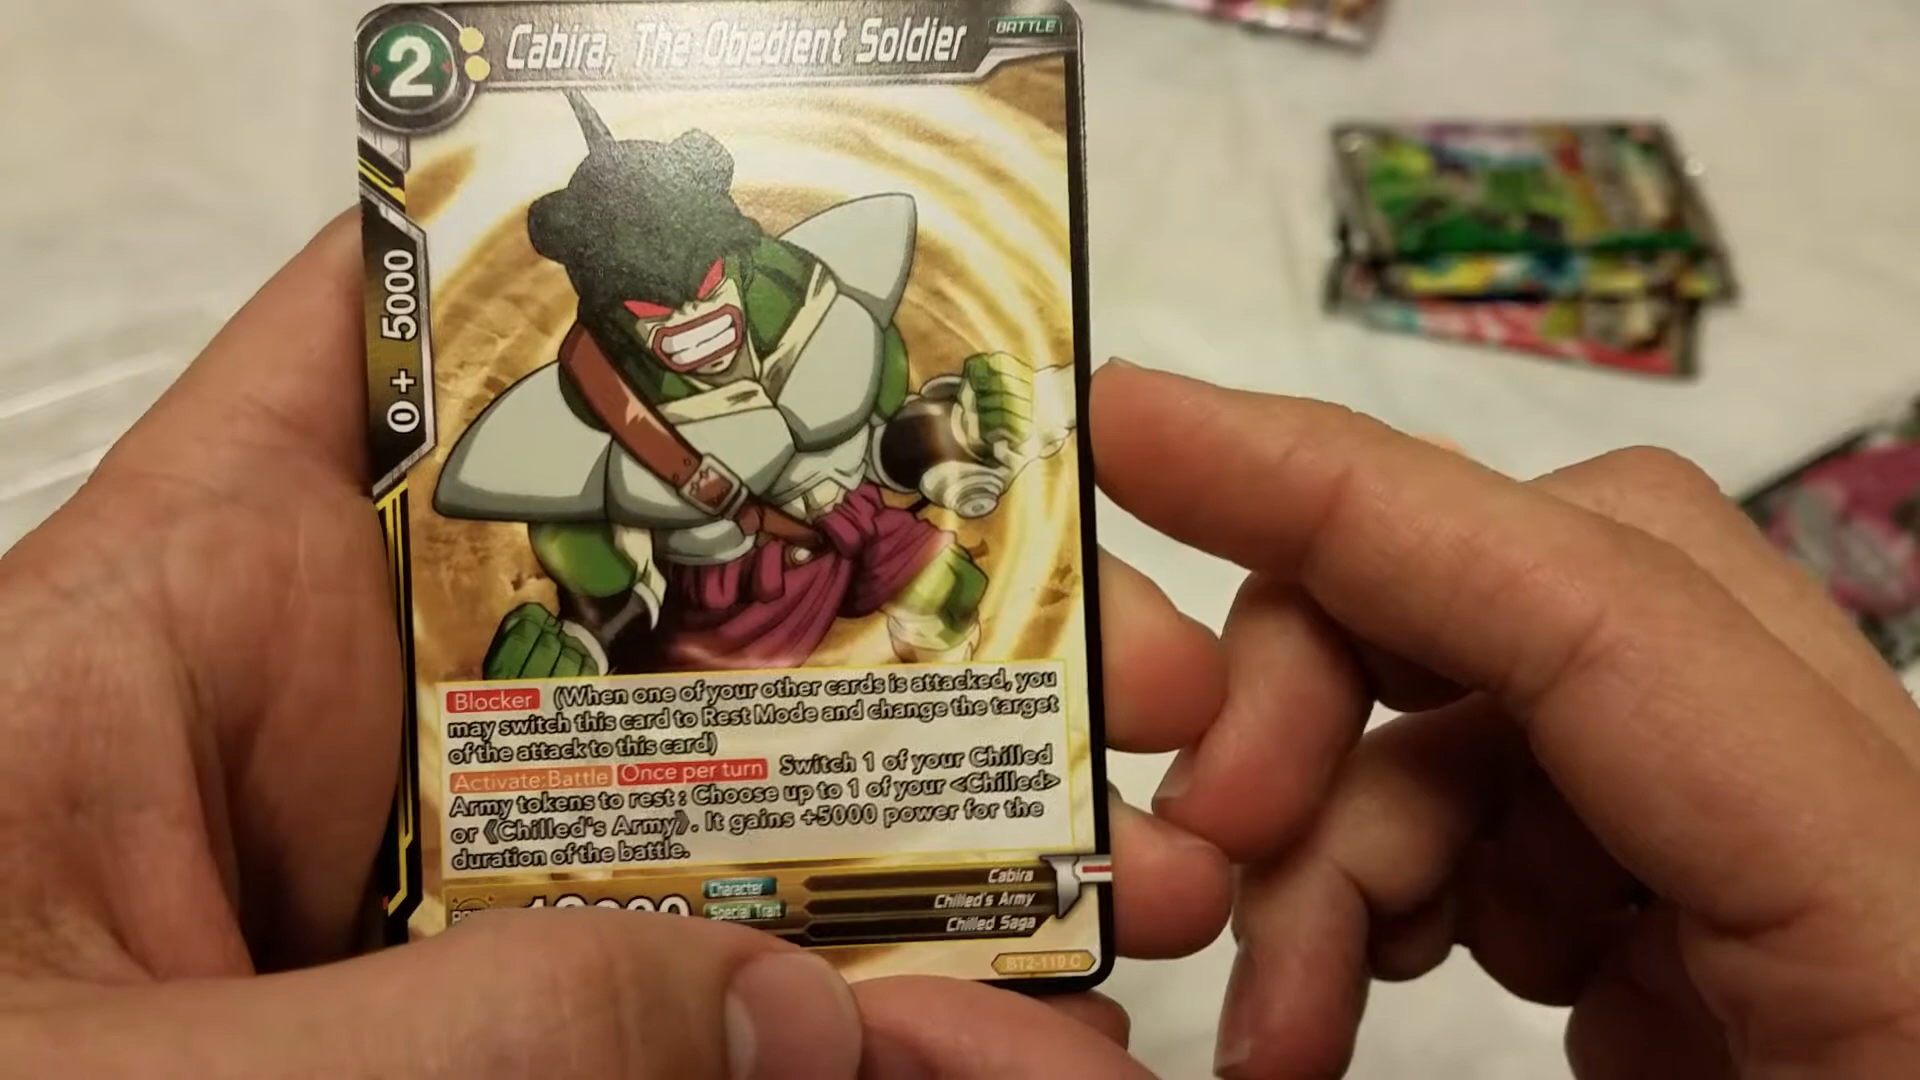 2
Cabira, The Obedient Soldier
BATTLE
0 + 5000
Blocker (When one of your other cards is attacked, you
may switch this card to Rest Mode and change the target
of the attack to this card)
Activate:Battle Once per turn Switch 1 of your Chilled
Army tokens to rest : Choose up to 1 of your <Chilled>
or 《Chilled's Army》. It gains +5000 power for the
duration of the battle.
Character
Cabira
Special Trait
Chilled's Army
Chilled Saga
BT2-110 C